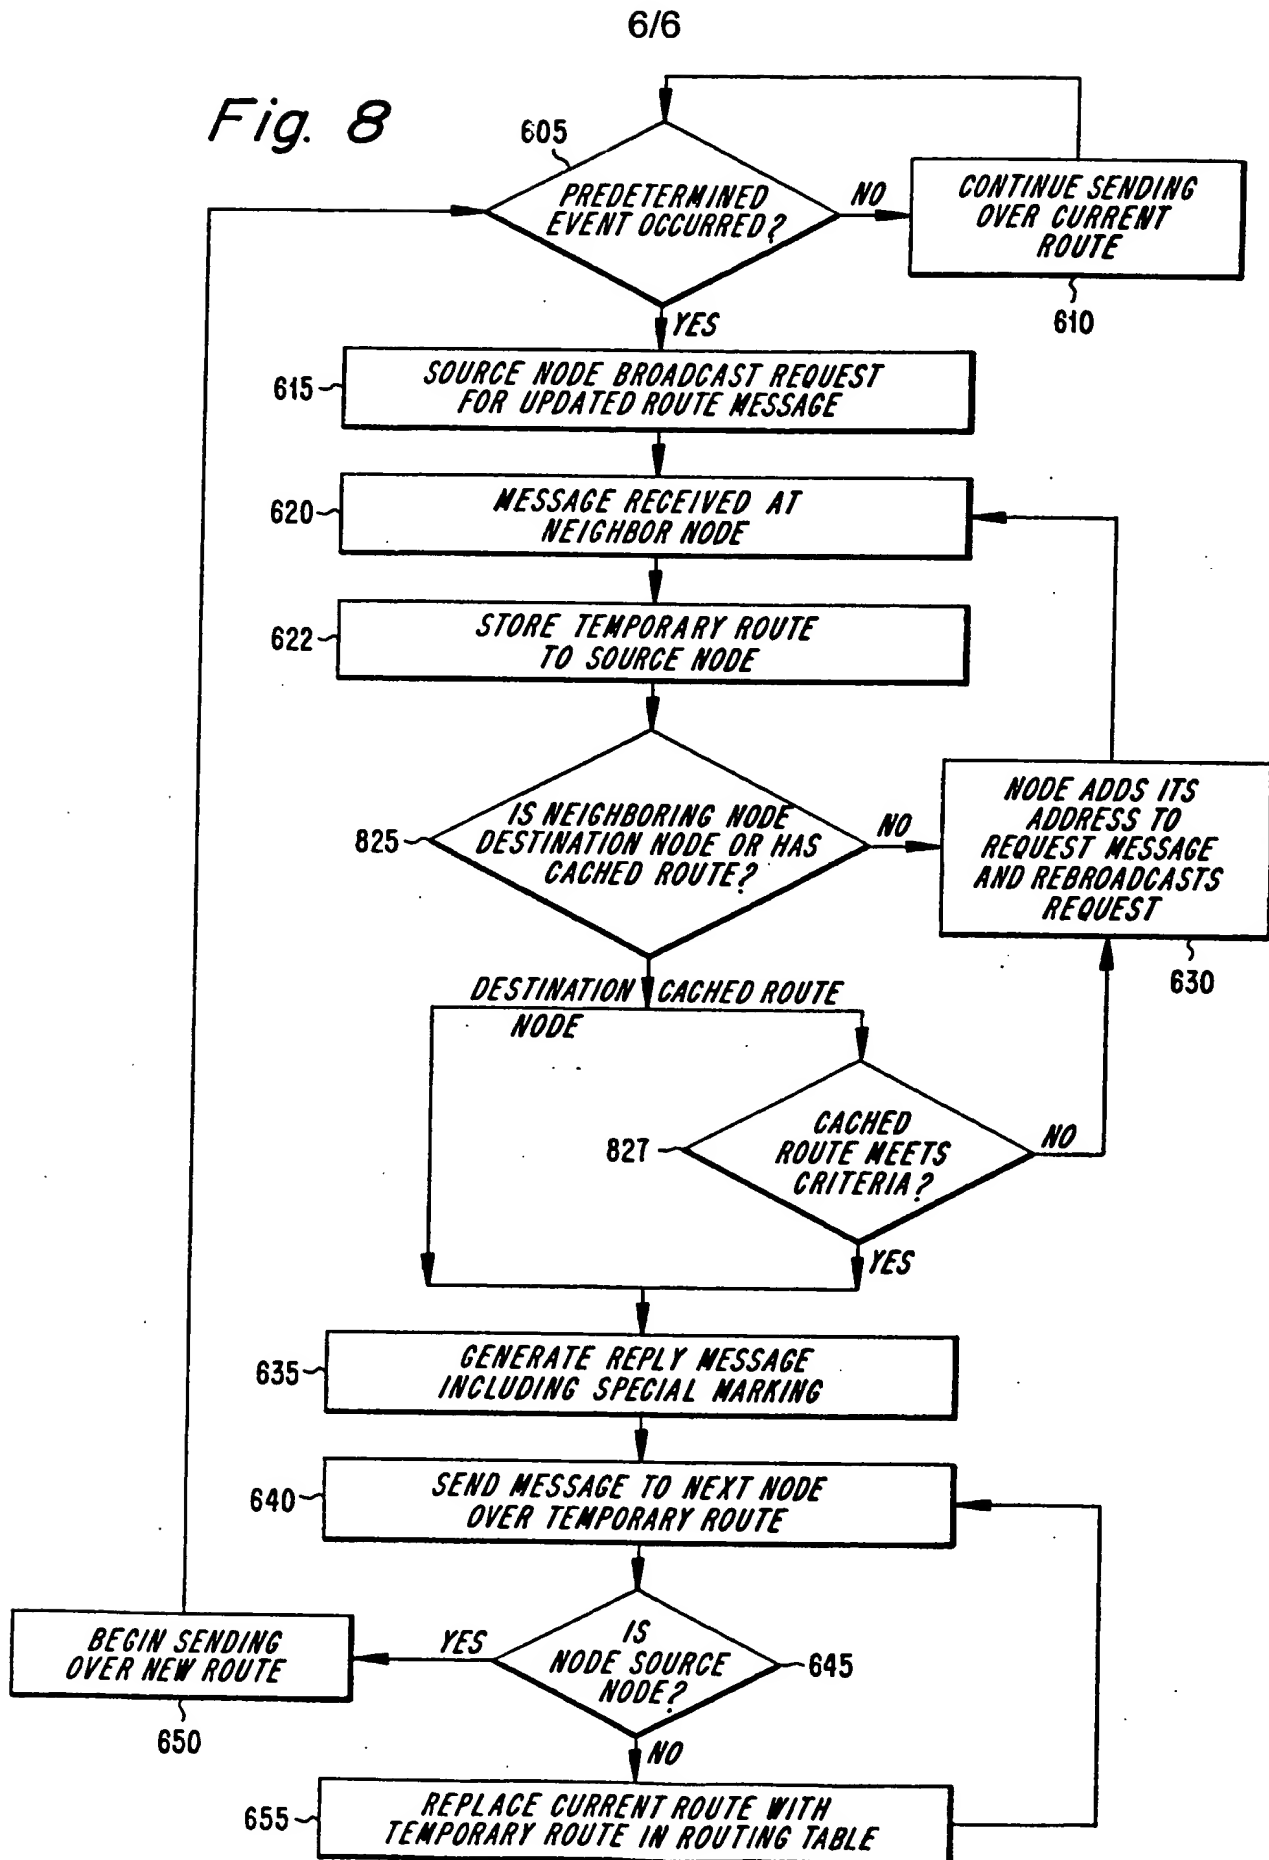 6/6
Fig. 8
605
PREDETERMINED
EVENT OCCURRED?
NO
CONTINUE SENDING
OVER CURRENT
ROUTE
610
YES
615
SOURCE NODE BROADCAST REQUEST
FOR UPDATED ROUTE MESSAGE
620
MESSAGE RECEIVED AT
NEIGHBOR NODE
622
STORE TEMPORARY ROUTE
TO SOURCE NODE
825
IS NEIGHBORING NODE
DESTINATION NODE OR HAS
CACHED ROUTE?
NO
NODE ADDS ITS
ADDRESS TO
REQUEST MESSAGE
AND REBROADCASTS
REQUEST
630
DESTINATION
NODE
CACHED ROUTE
827
CACHED
ROUTE MEETS
CRITERIA?
NO
YES
635
GENERATE REPLY MESSAGE
INCLUDING SPECIAL MARKING
640
SEND MESSAGE TO NEXT NODE
OVER TEMPORARY ROUTE
BEGIN SENDING
OVER NEW ROUTE
650
YES
IS
NODE SOURCE
NODE?
645
NO
655
REPLACE CURRENT ROUTE WITH
TEMPORARY ROUTE IN ROUTING TABLE